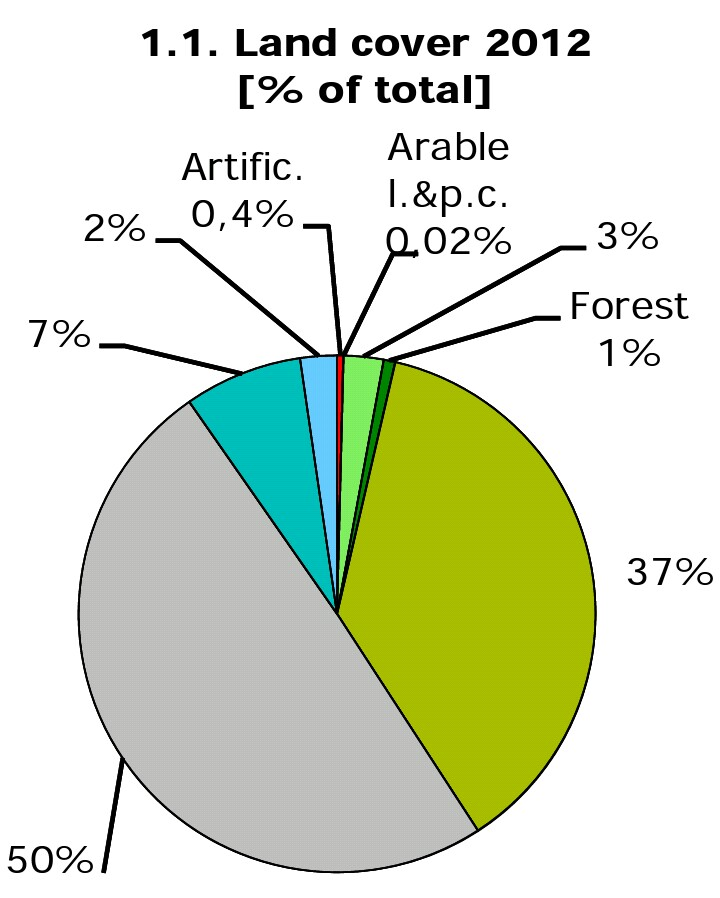 1.1. Land cover 2012
[% of total]
Arable
l.&p.c.
0,02%
Artific.
0,4%
2%
3%
Forest
1%
7%
37%
50%